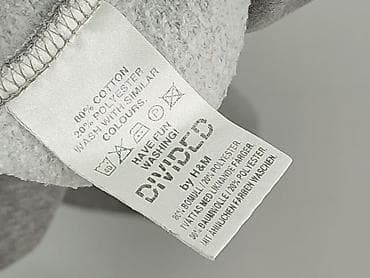 80% COTTON
20% POLYESTER
WASH WITH SIMILAR
COLOURS.
HAVE FUN
WASHING!
DIVIDED
by H&M
80% BOMULL/20% POLYESTER
TVÄTTAS MED LIKNANDE FÄRGER
80% BAUMWOLLE 20% POLYESTER.
MIT ÄHNLICHEN FARBEN WASCHEN.